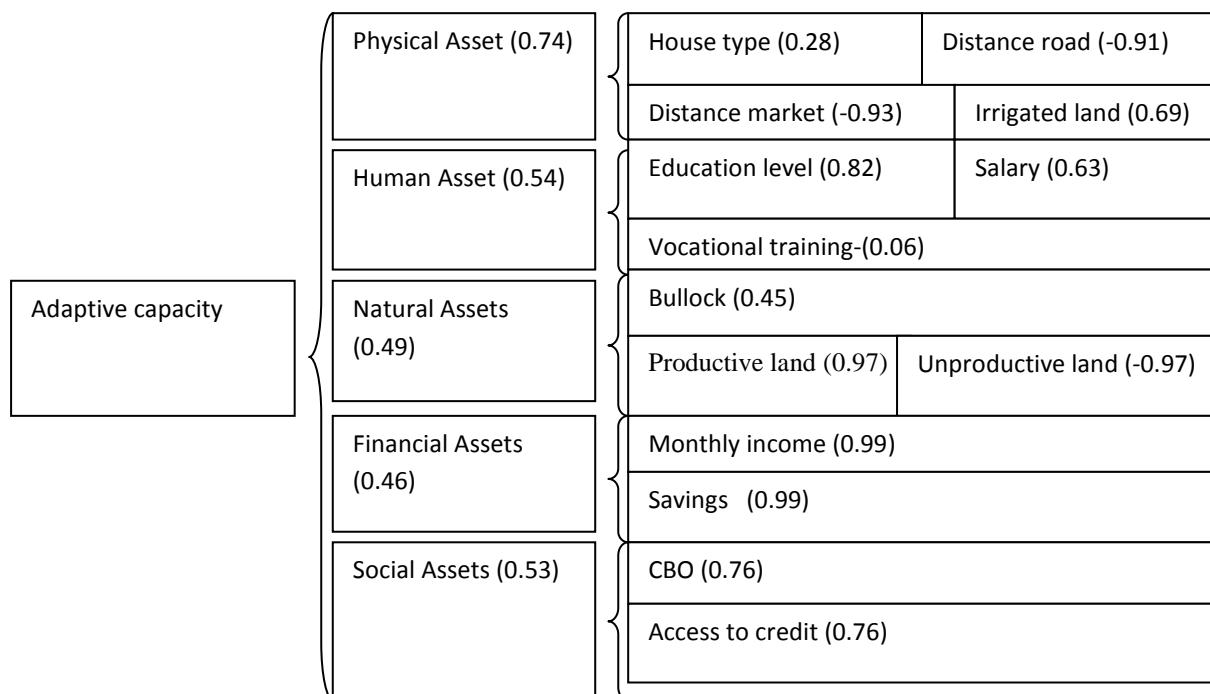 Physical Asset (0.74)
House type (0.28)
Distance road (-0.91)
Distance market (-0.93)
Irrigated land (0.69)
Human Asset (0.54)
Education level (0.82)
Salary (0.63)
Vocational training-(0.06)
Adaptive capacity
Natural Assets
(0.49)
Bullock (0.45)
Productive land (0.97)
Unproductive land (-0.97)
Financial Assets
(0.46)
Monthly income (0.99)
Savings (0.99)
Social Assets (0.53)
CBO (0.76)
Access to credit (0.76)